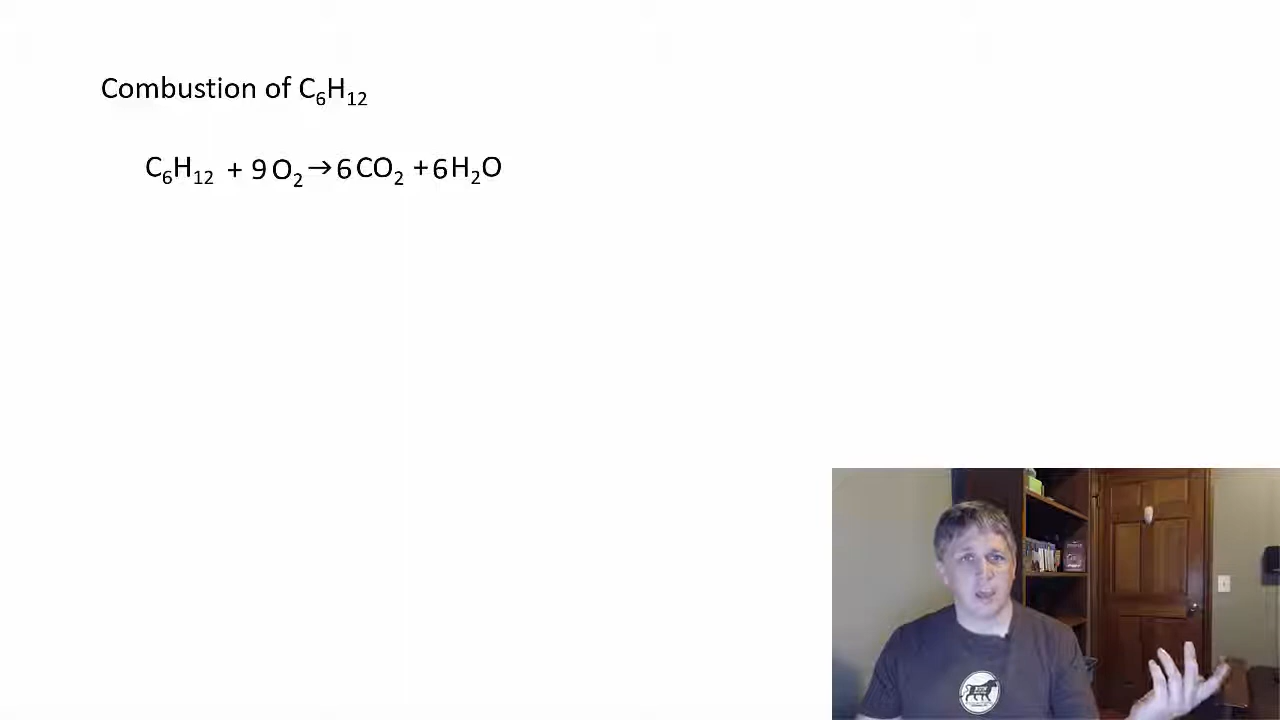 Combustion of C₆H₁₂
C₆H₁₂ + 9 O₂ → 6 CO₂ + 6 H₂O